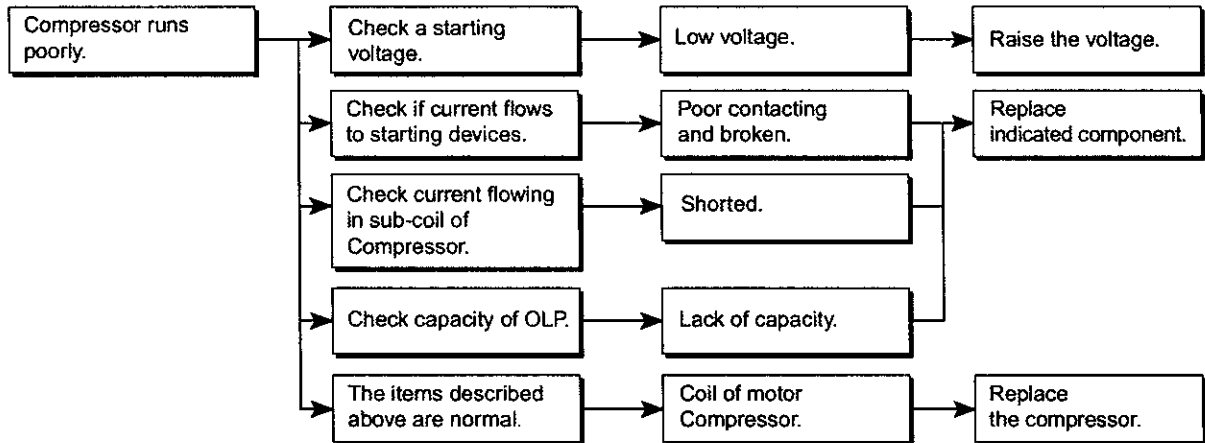 Compressor runs
poorly.
Check a starting
voltage.
Low voltage.
Raise the voltage.
Check if current flows
to starting devices.
Poor contacting
and broken.
Replace
indicated component.
Check current flowing
in sub-coil of
Compressor.
Shorted.
Check capacity of OLP.
Lack of capacity.
The items described
above are normal.
Coil of motor
Compressor.
Replace
the compressor.